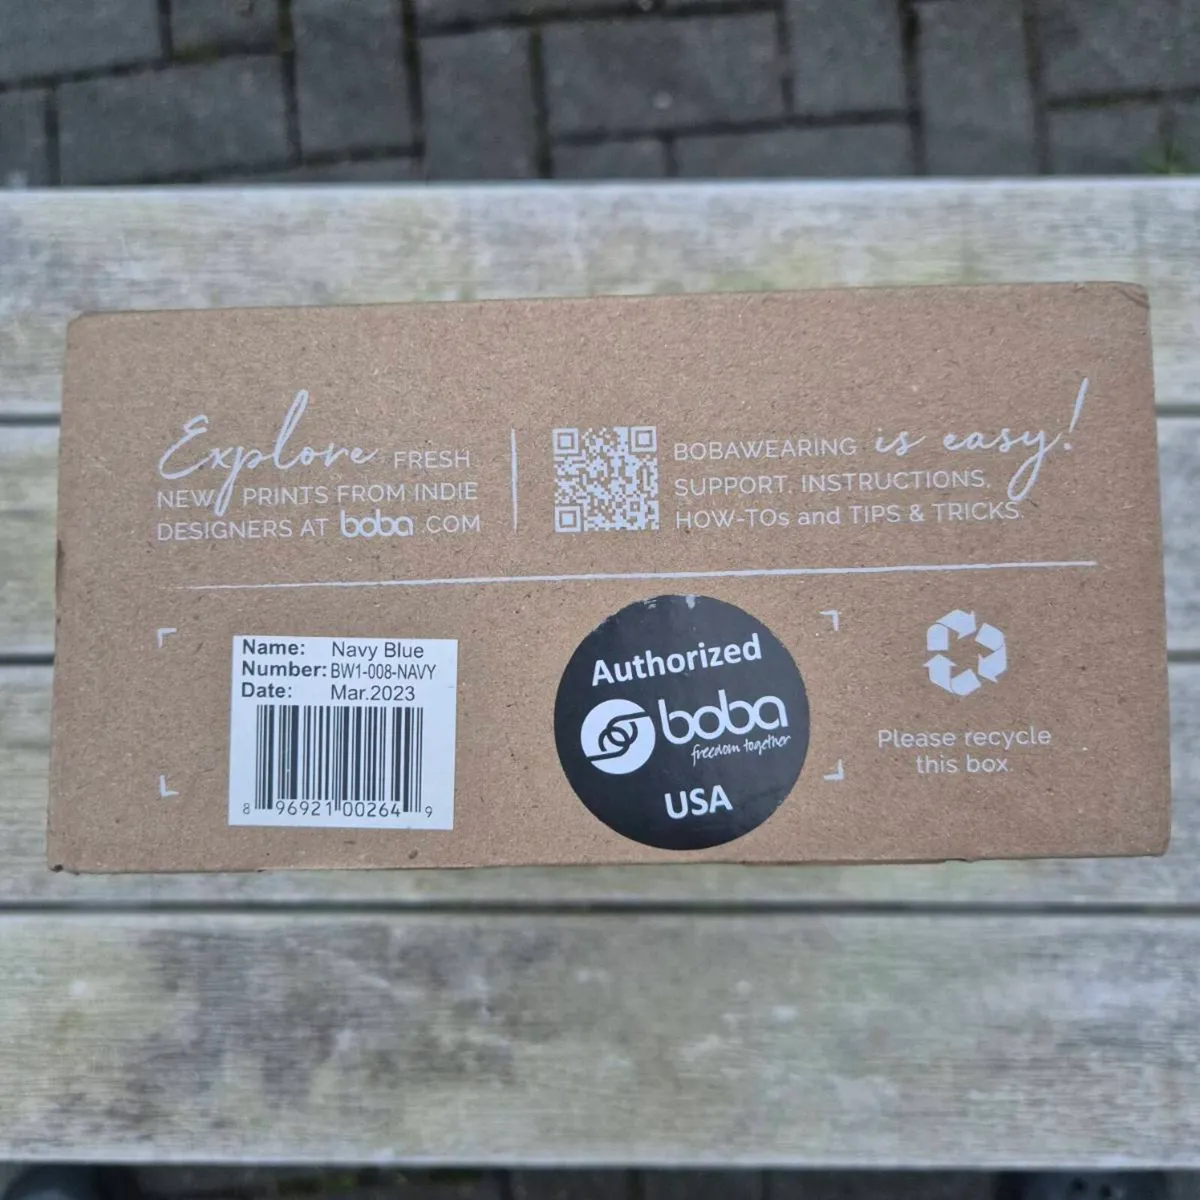 Explore FRESH
NEW PRINTS FROM INDIE
DESIGNERS AT boba.COM
BOBAWEARING is easy!
SUPPORT, INSTRUCTIONS,
HOW-TOs and TIPS & TRICKS
Name: Navy Blue
Number: BW1-008-NAVY
Date: Mar.2023
8 96921 00264 9
Authorized
boba
freedom together
USA
Please recycle
this box.